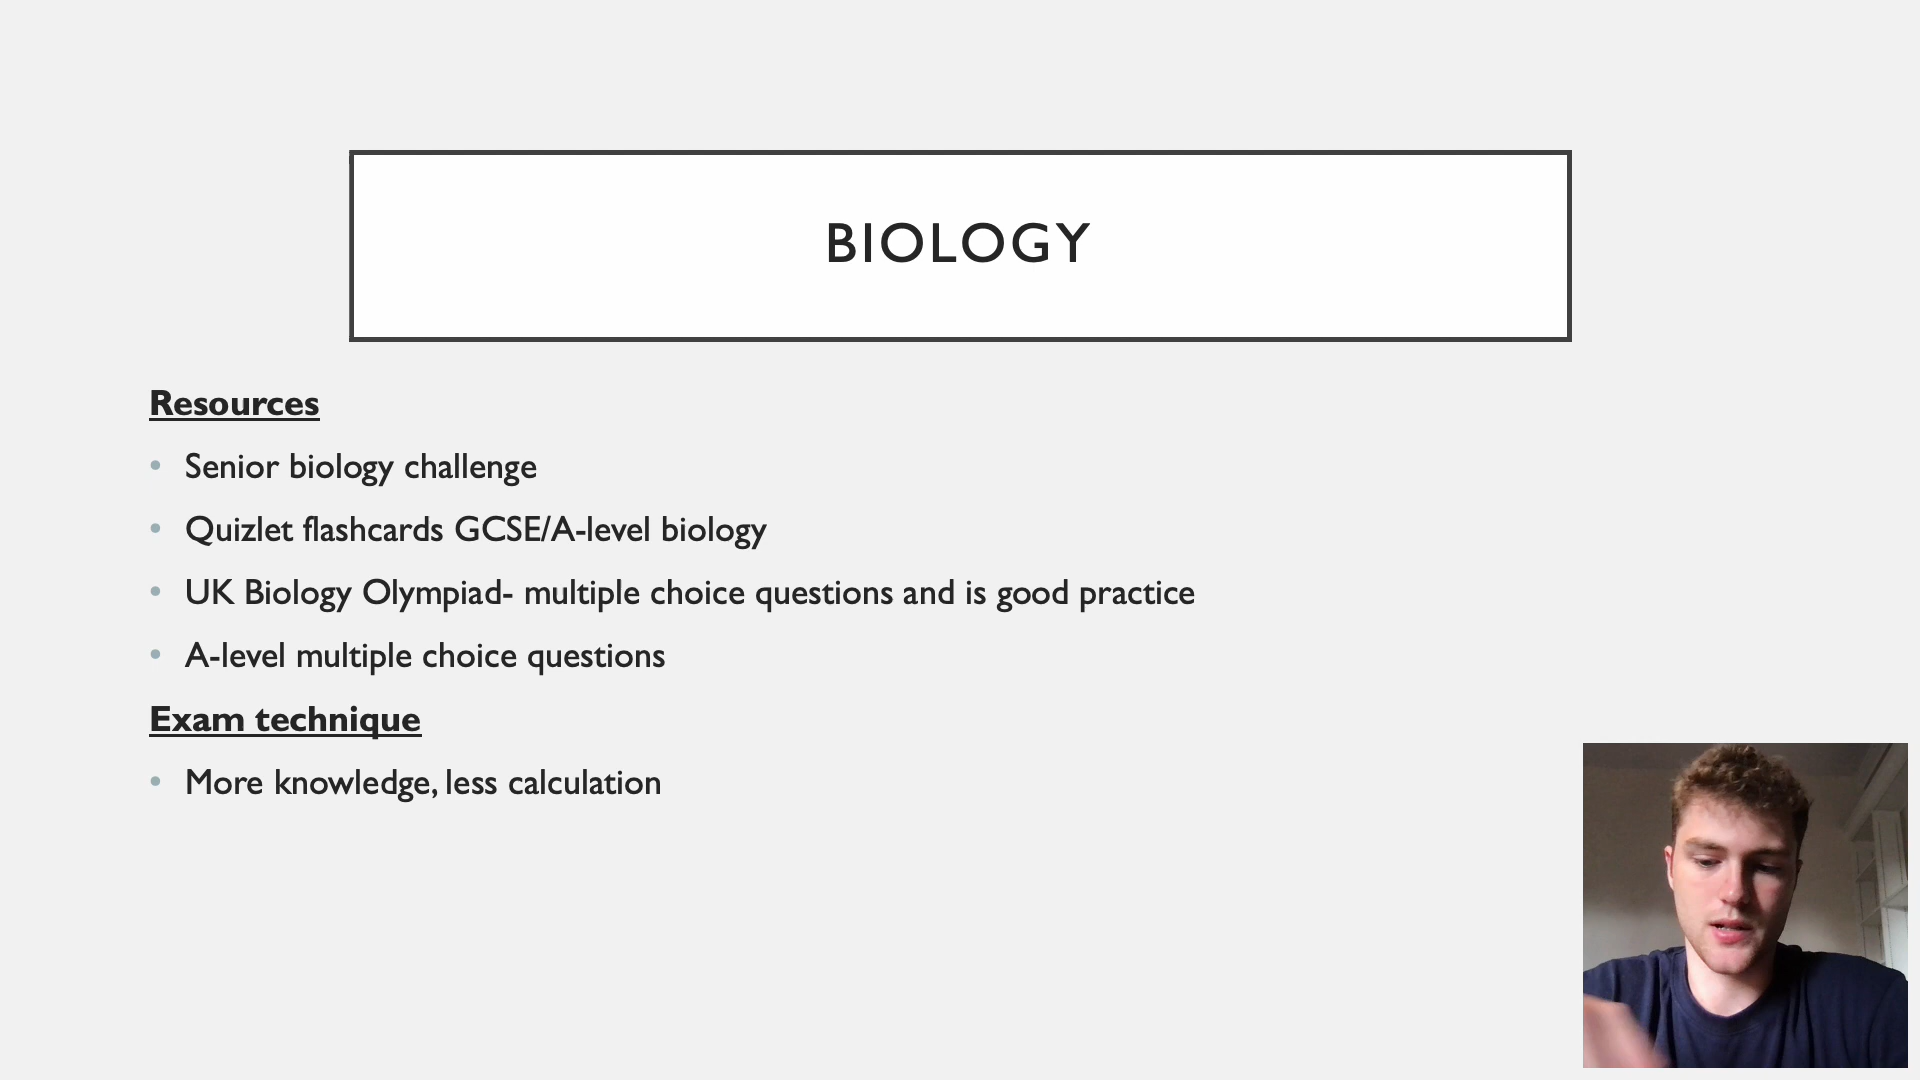 BIOLOGY
Resources
• Senior biology challenge
• Quizlet flashcards GCSE/A-level biology
• UK Biology Olympiad- multiple choice questions and is good practice
• A-level multiple choice questions
Exam technique
• More knowledge, less calculation